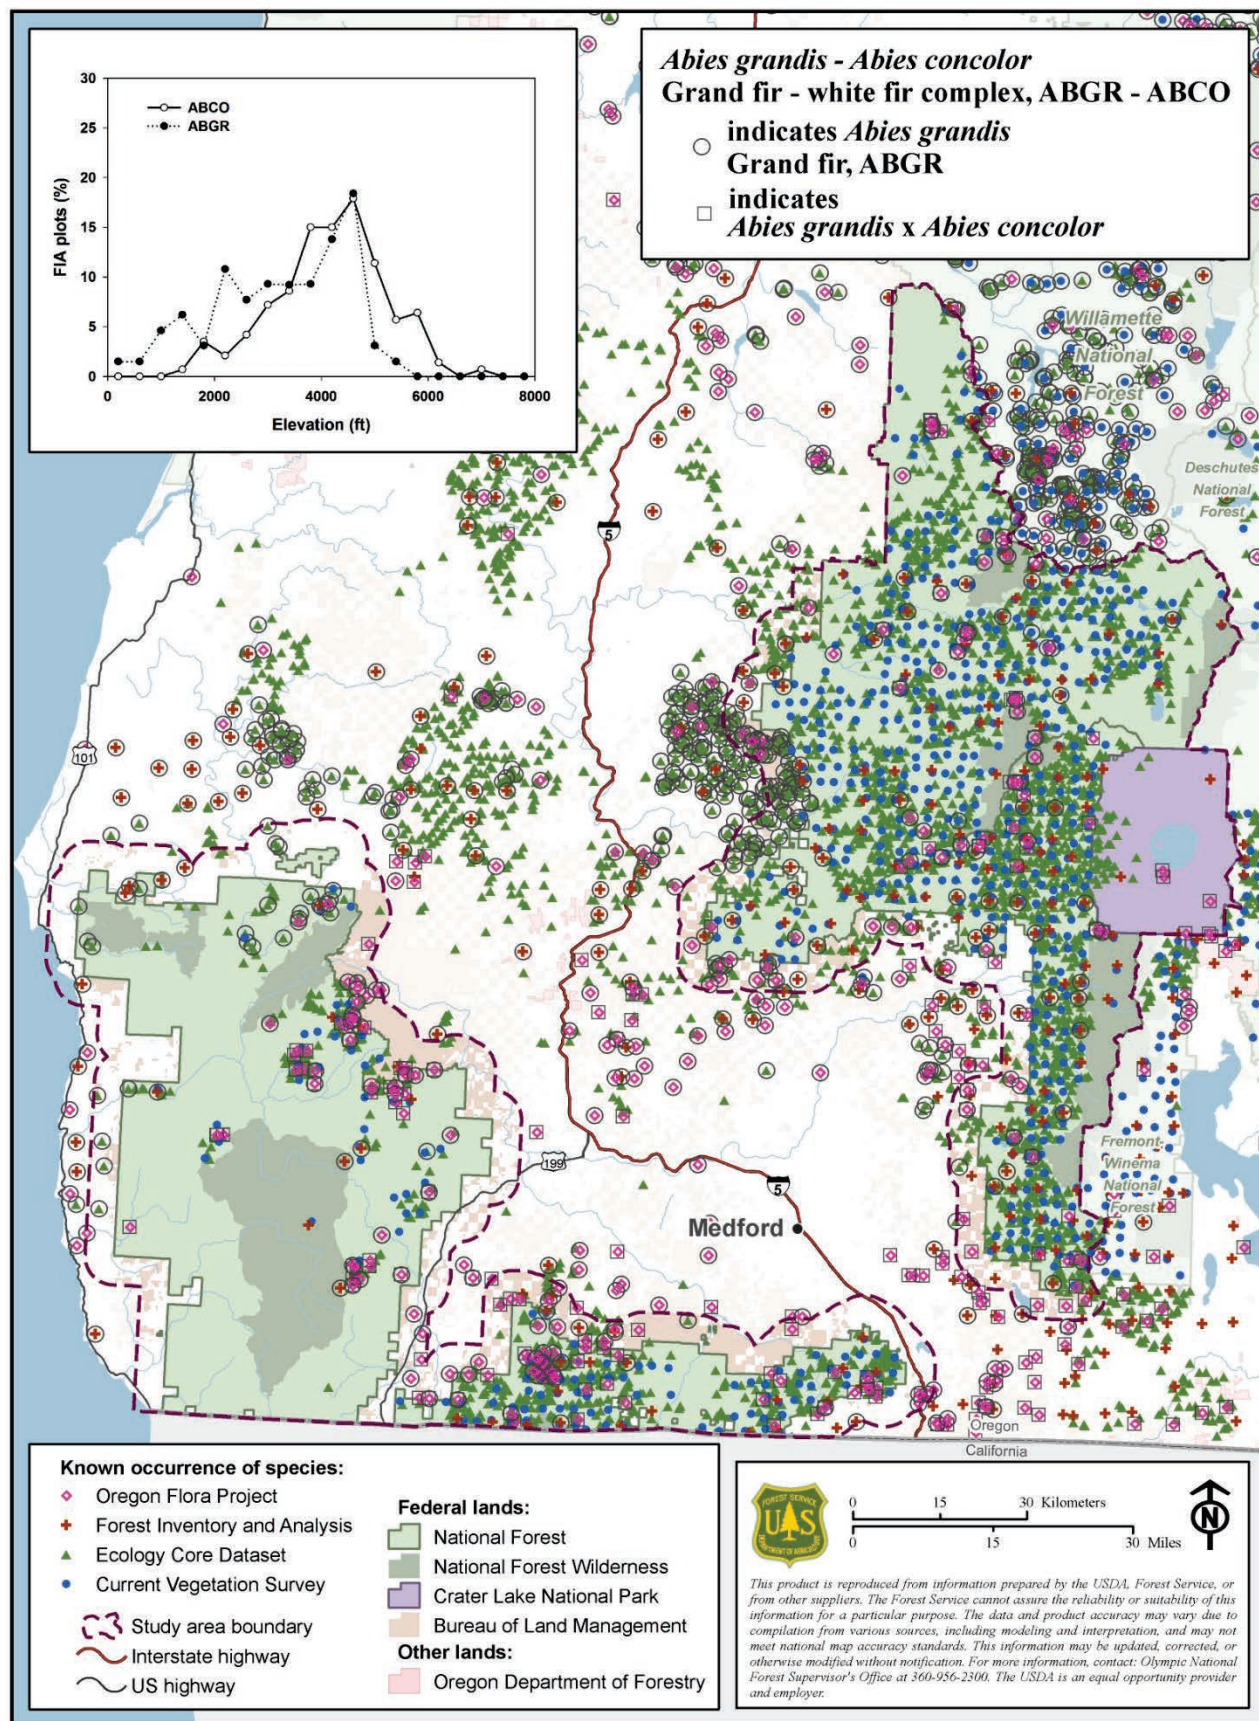 30
25
20
15
10
5
0
FIA plots (%)
ABCO
ABGR
0 2000 4000 6000 8000
Elevation (ft)
Abies grandis - Abies concolor
Grand fir - white fir complex, ABGR - ABCO
indicates Abies grandis
Grand fir, ABGR
indicates
Abies grandis x Abies concolor
Willamette
National
Forest
Deschutes
National
Forest
5
101
199
5
Medford
Fremont-
Winema
National
Forest
Oregon
California
Known occurrence of species:
Oregon Flora Project
Forest Inventory and Analysis
Ecology Core Dataset
Current Vegetation Survey
Study area boundary
Interstate highway
US highway
Federal lands:
National Forest
National Forest Wilderness
Crater Lake National Park
Bureau of Land Management
Other lands:
Oregon Department of Forestry
FOREST SERVICE
U S
DEPARTMENT OF AGRICULTURE
0 15 30 Kilometers
0 15 30 Miles
N
This product is reproduced from information prepared by the USDA, Forest Service, or
from other suppliers. The Forest Service cannot assure the reliability or suitability of this
information for a particular purpose. The data and product accuracy may vary due to
compilation from various sources, including modeling and interpretation, and may not
meet national map accuracy standards. This information may be updated, corrected, or
otherwise modified without notification. For more information, contact: Olympic National
Forest Supervisor's Office at 360-956-2300. The USDA is an equal opportunity provider
and employer.